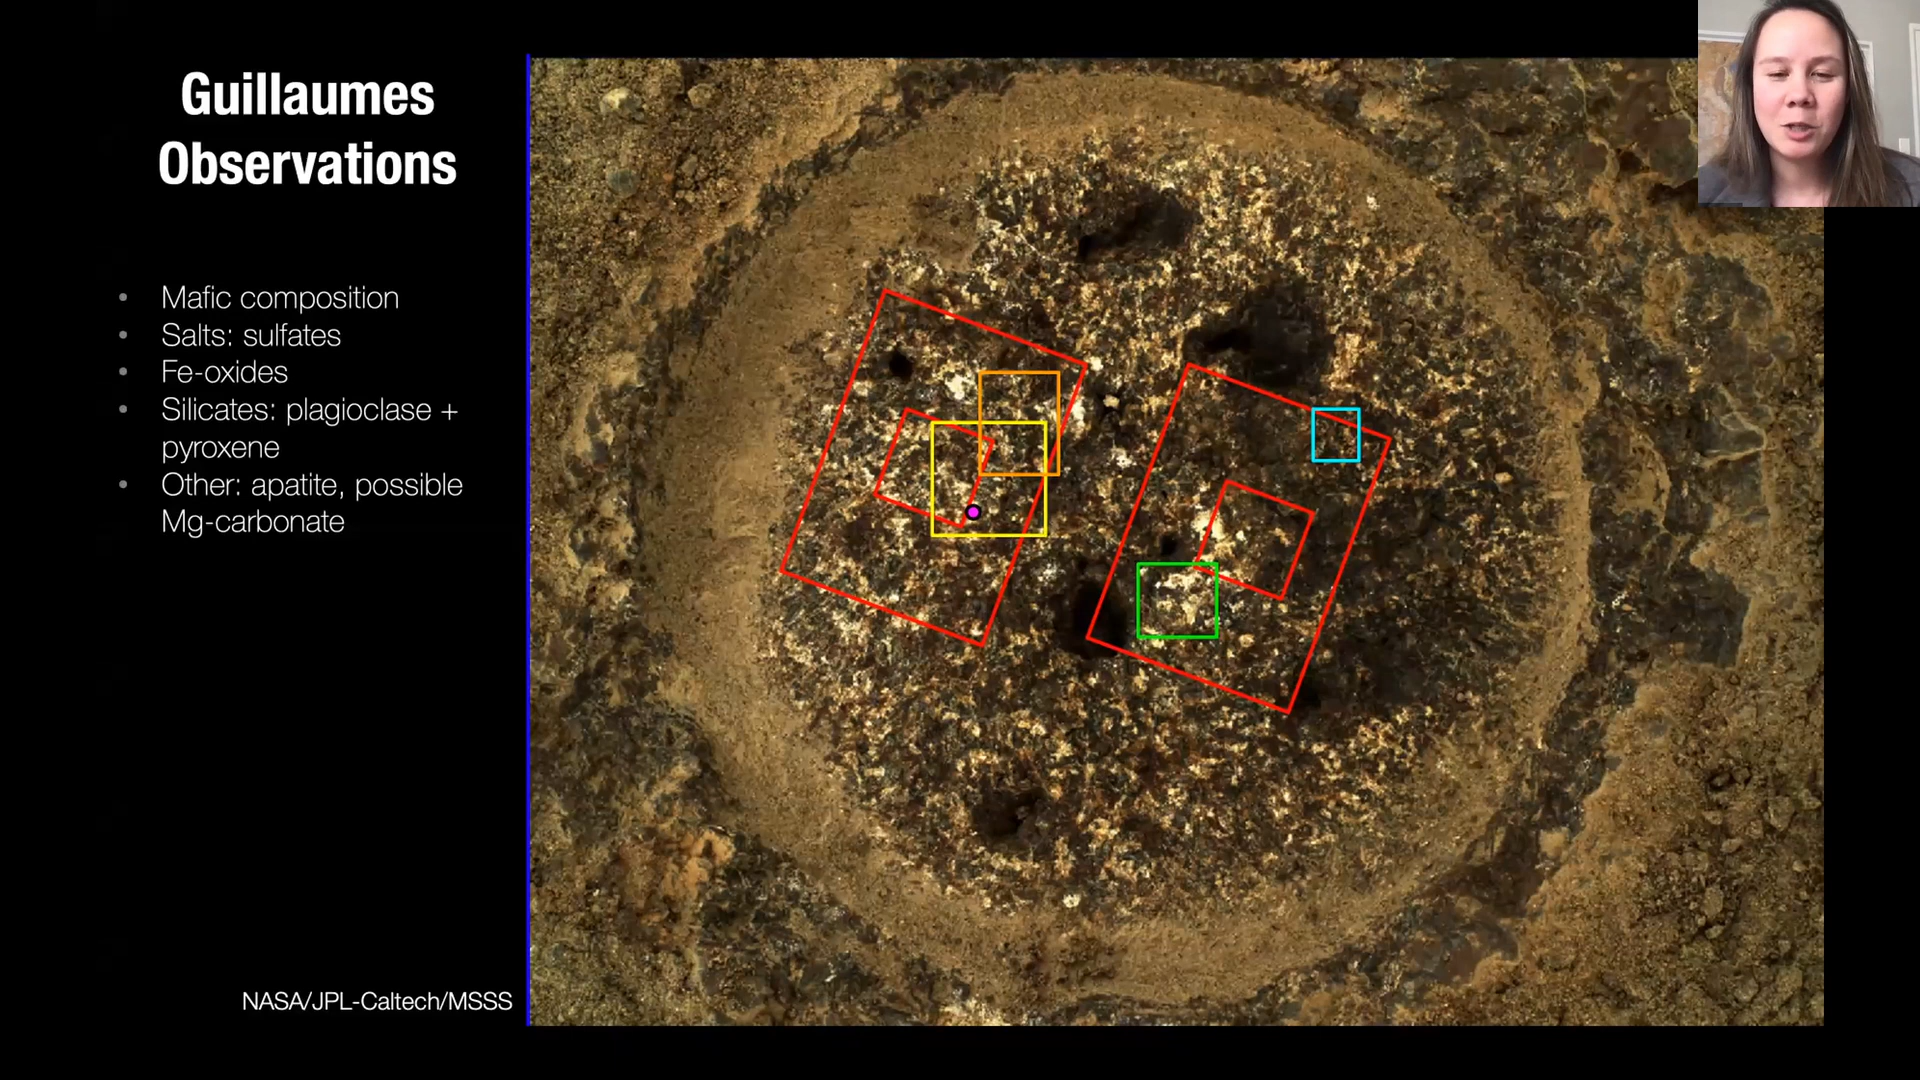 Guillaumes
Observations
• Mafic composition
• Salts: sulfates
• Fe-oxides
• Silicates: plagioclase +
pyroxene
• Other: apatite, possible
Mg-carbonate
NASA/JPL-Caltech/MSSS